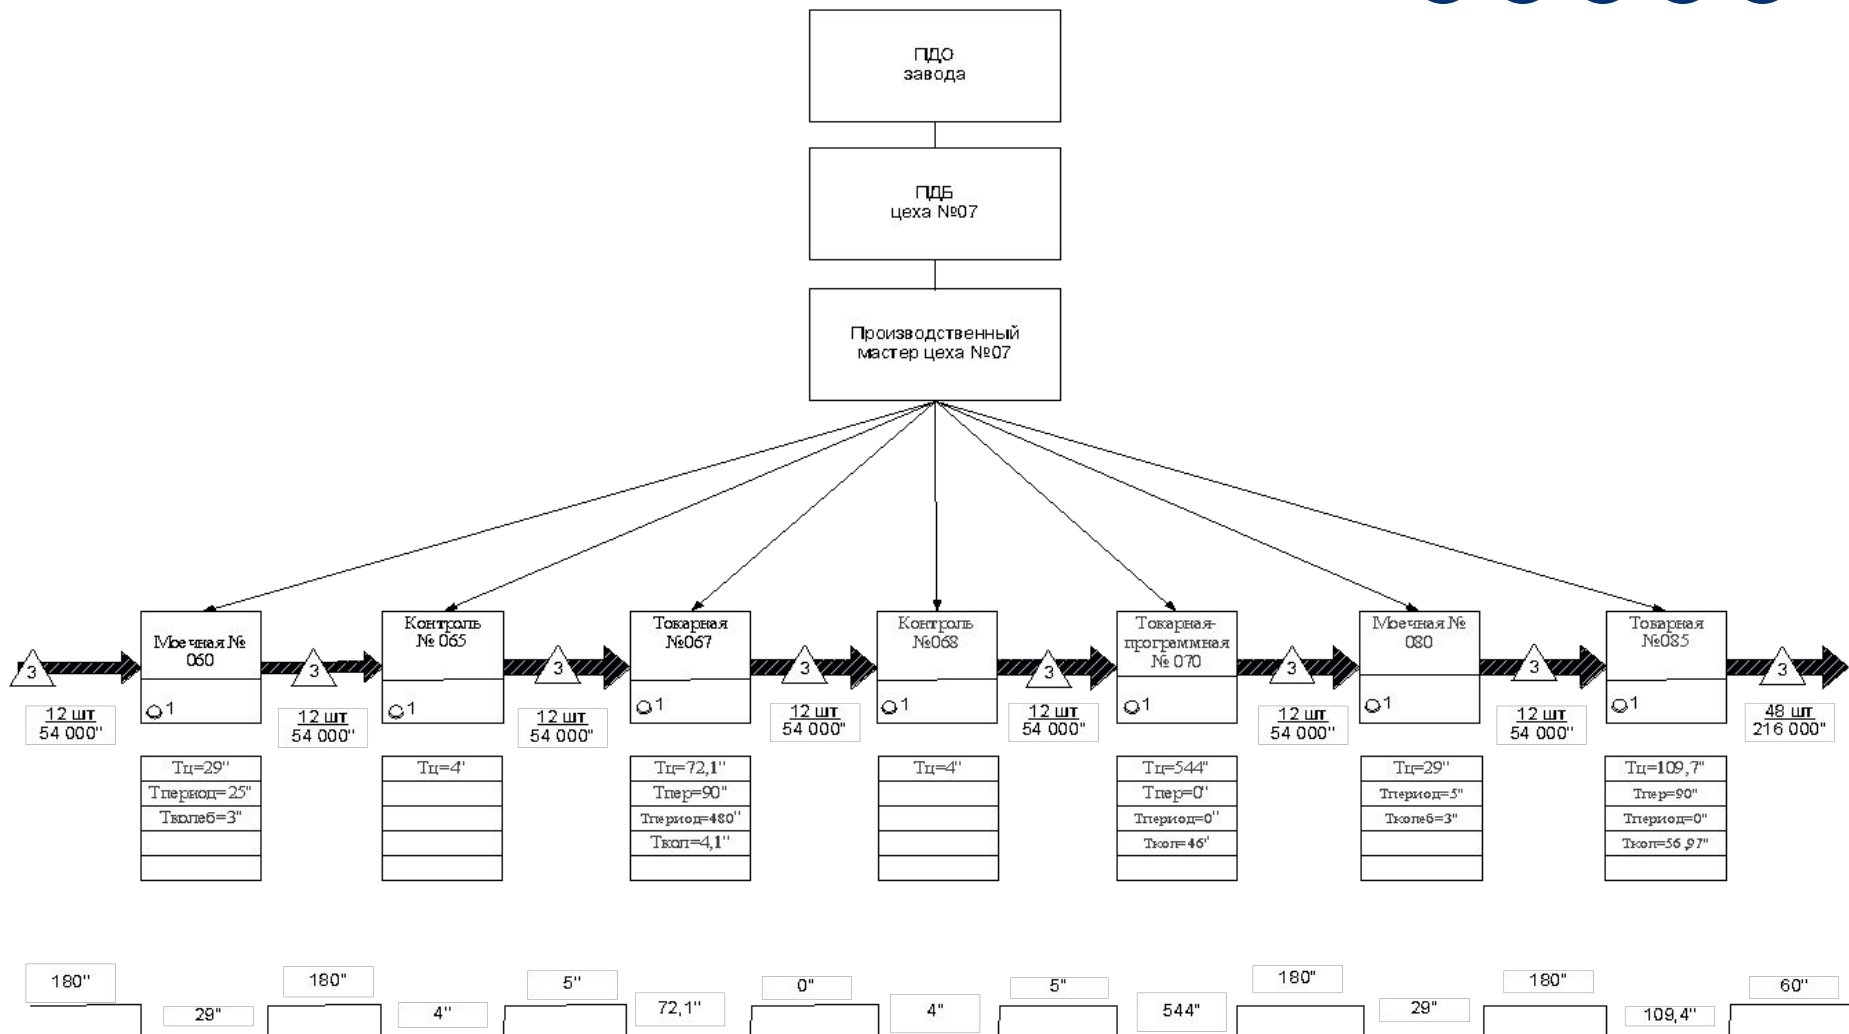 ПДО
завода
ПДБ
цеха №07
Производственный
мастер цеха №07
3
Моечная №
060
1
3
Контроль
№ 065
1
3
Токарная
№067
1
3
Контроль
№068
1
3
Токарная-
программная
№ 070
1
3
Моечная №
080
1
3
Токарная
№085
1
3
12 шт
54 000"
12 шт
54 000"
12 шт
54 000"
12 шт
54 000"
12 шт
54 000"
12 шт
54 000"
12 шт
54 000"
48 шт
216 000"
Тц=29"
Тпериод=25"
Тколеб=3"
Тц=4"
Тц=72,1"
Тпер=90"
Тпериод=480"
Ткол=4,1"
Тц=4"
Тц=544"
Тпер=0"
Тпериод=0"
Ткол=46"
Тц=29"
Тпериод=5"
Тколеб=3"
Тц=109,7"
Тпер=90"
Тпериод=0"
Ткол=56,97"
180"
29"
180"
4"
5"
72,1"
0"
4"
5"
544"
180"
29"
180"
109,4"
60"